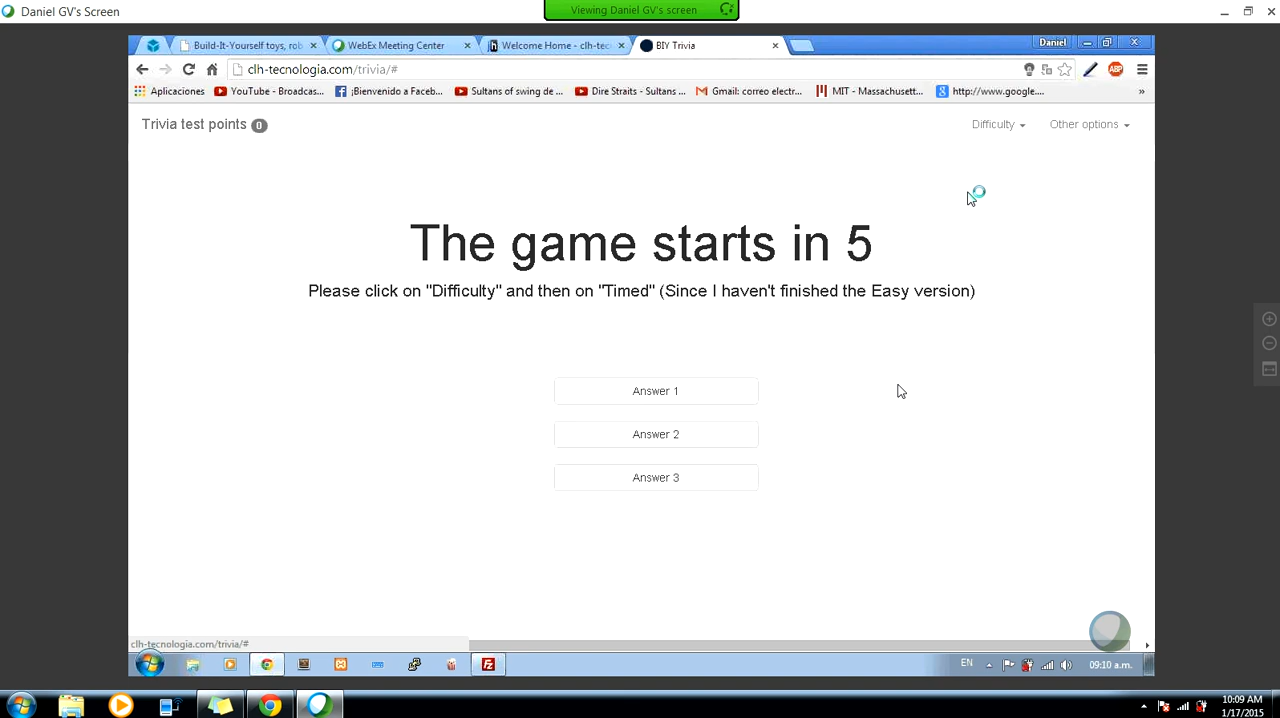 Daniel GV's Screen
Viewing Daniel GV's screen
Build-It-Yourself toys, rob
WebEx Meeting Center
Welcome Home - clh-tec
BIY Trivia
Daniel
clh-tecnologia.com/trivia/#
ABP
Aplicaciones
YouTube - Broadcas...
¡Bienvenido a Faceb...
Sultans of swing de ...
Dire Straits - Sultans ...
Gmail: correo electr...
MIT - Massachusett...
http://www.google....
»
Trivia test points 0
Difficulty
Other options
The game starts in 5
Please click on "Difficulty" and then on "Timed" (Since I haven't finished the Easy version)
Answer 1
Answer 2
Answer 3
clh-tecnologia.com/trivia/#
EN
09:10 a.m.
10:09 AM
1/17/2015